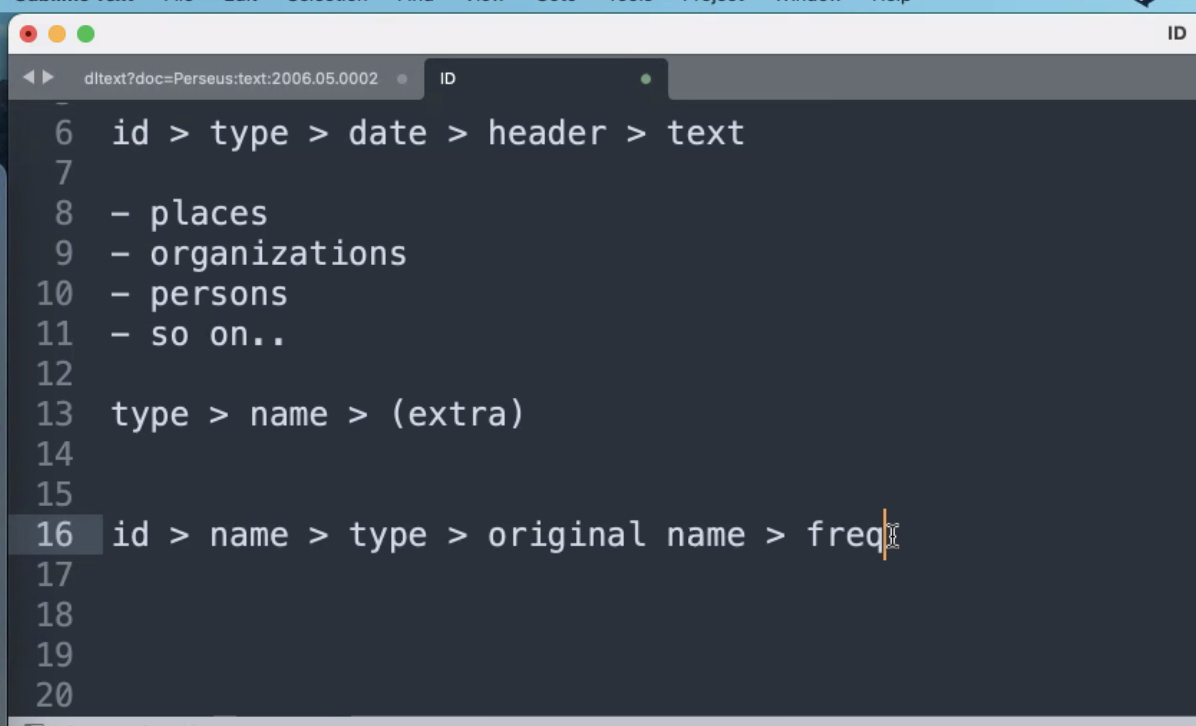 ID
dltext?doc=Perseus:text:2006.05.0002
ID
6 id > type > date > header > text
7
8 – places
9 – organizations
10 – persons
11 – so on..
12
13 type > name > (extra)
14
15
16 id > name > type > original name > freq
17
18
19
20